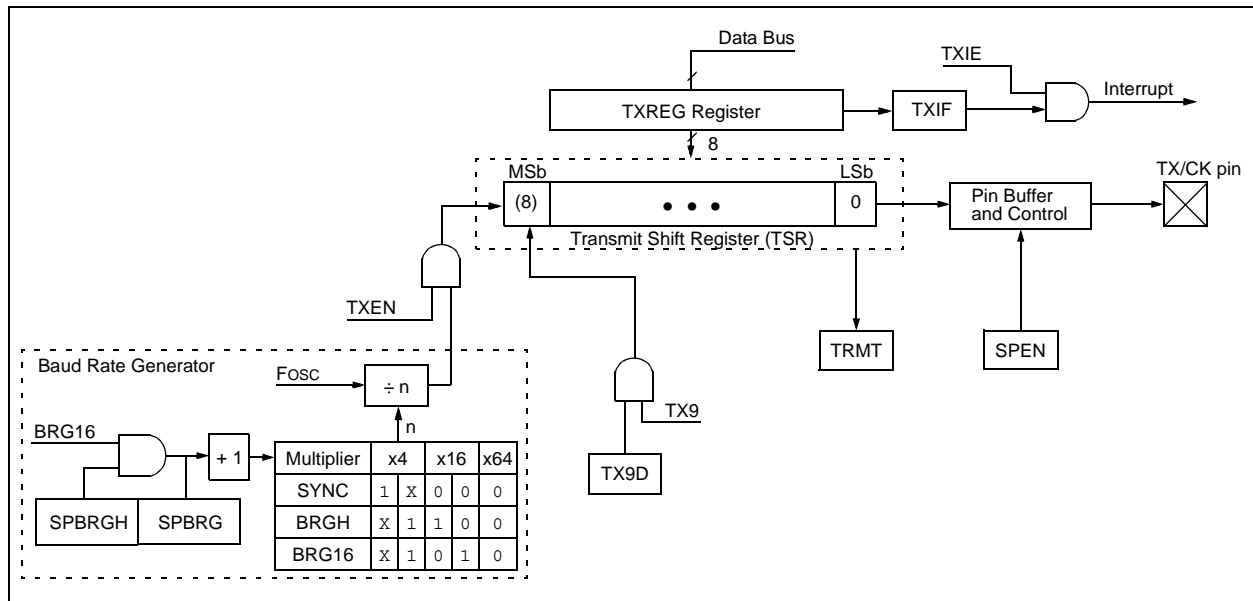 Data Bus
TXIE
Interrupt
TXREG Register
TXIF
8
MSb
LSb
(8)
• • •
0
Transmit Shift Register (TSR)
Pin Buffer
and Control
TX/CK pin
TXEN
TRMT
SPEN
Baud Rate Generator
FOSC
÷ n
n
TX9
TX9D
BRG16
+ 1
SPBRGH
SPBRG
Multiplier x4 x16 x64
SYNC 1 X 0 0 0
BRGH X 1 1 0 0
BRG16 X 1 0 1 0